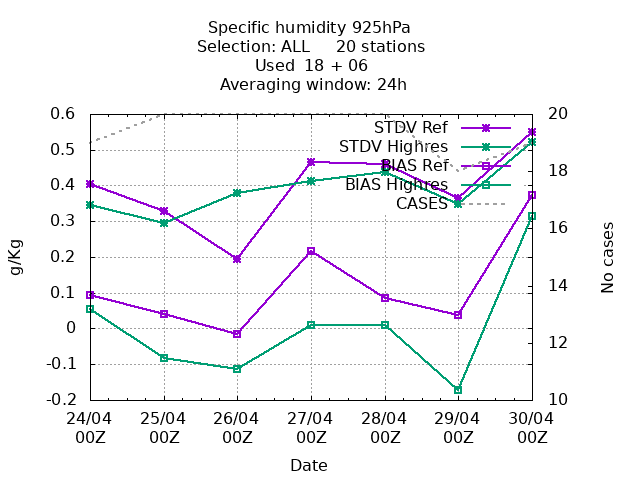 Specific humidity 925hPa
Selection: ALL     20 stations
Used  18 + 06
Averaging window: 24h
0.6
0.5
0.4
0.3
0.2
0.1
0
-0.1
-0.2
g/Kg
STDV Ref
STDV Highres
BIAS Ref
BIAS Highres
CASES
20
18
16
14
12
10
No cases
24/04 25/04 26/04 27/04 28/04 29/04 30/04
00Z 00Z 00Z 00Z 00Z 00Z 00Z
Date